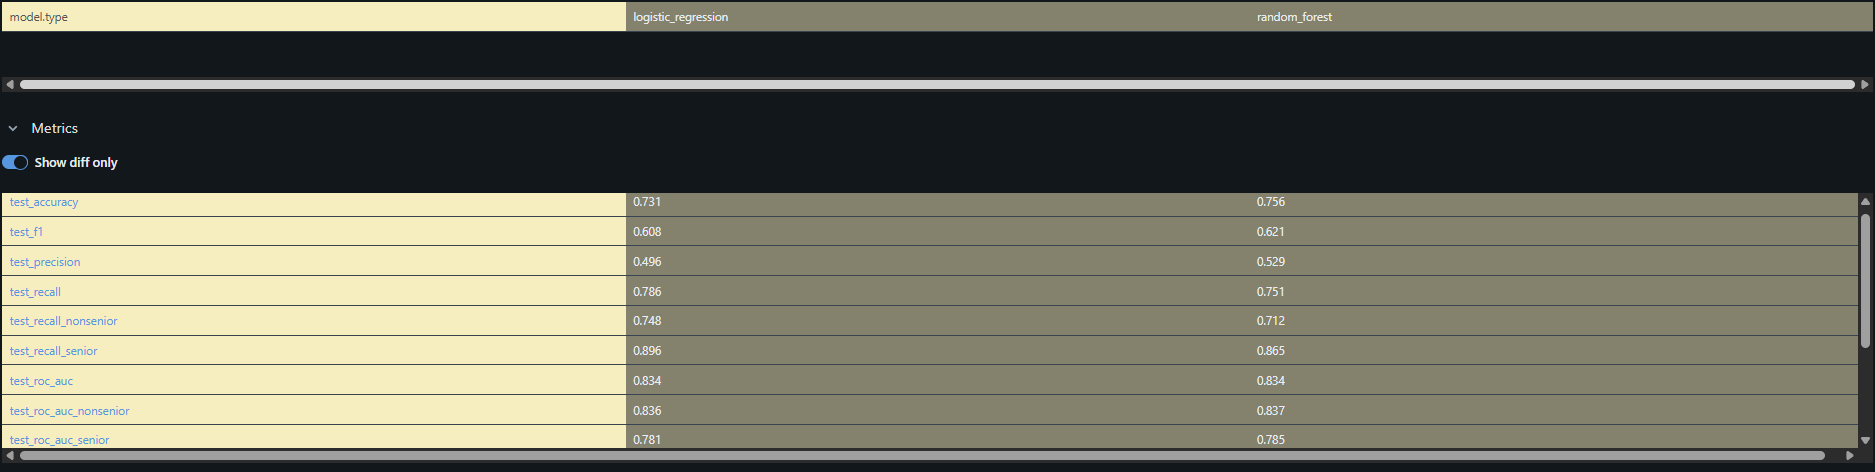 model.type logistic_regression random_forest
Metrics
Show diff only
test_accuracy 0.731 0.756
test_f1 0.608 0.621
test_precision 0.496 0.529
test_recall 0.786 0.751
test_recall_nonsenior 0.748 0.712
test_recall_senior 0.896 0.865
test_roc_auc 0.834 0.834
test_roc_auc_nonsenior 0.836 0.837
test_roc_auc_senior 0.781 0.785